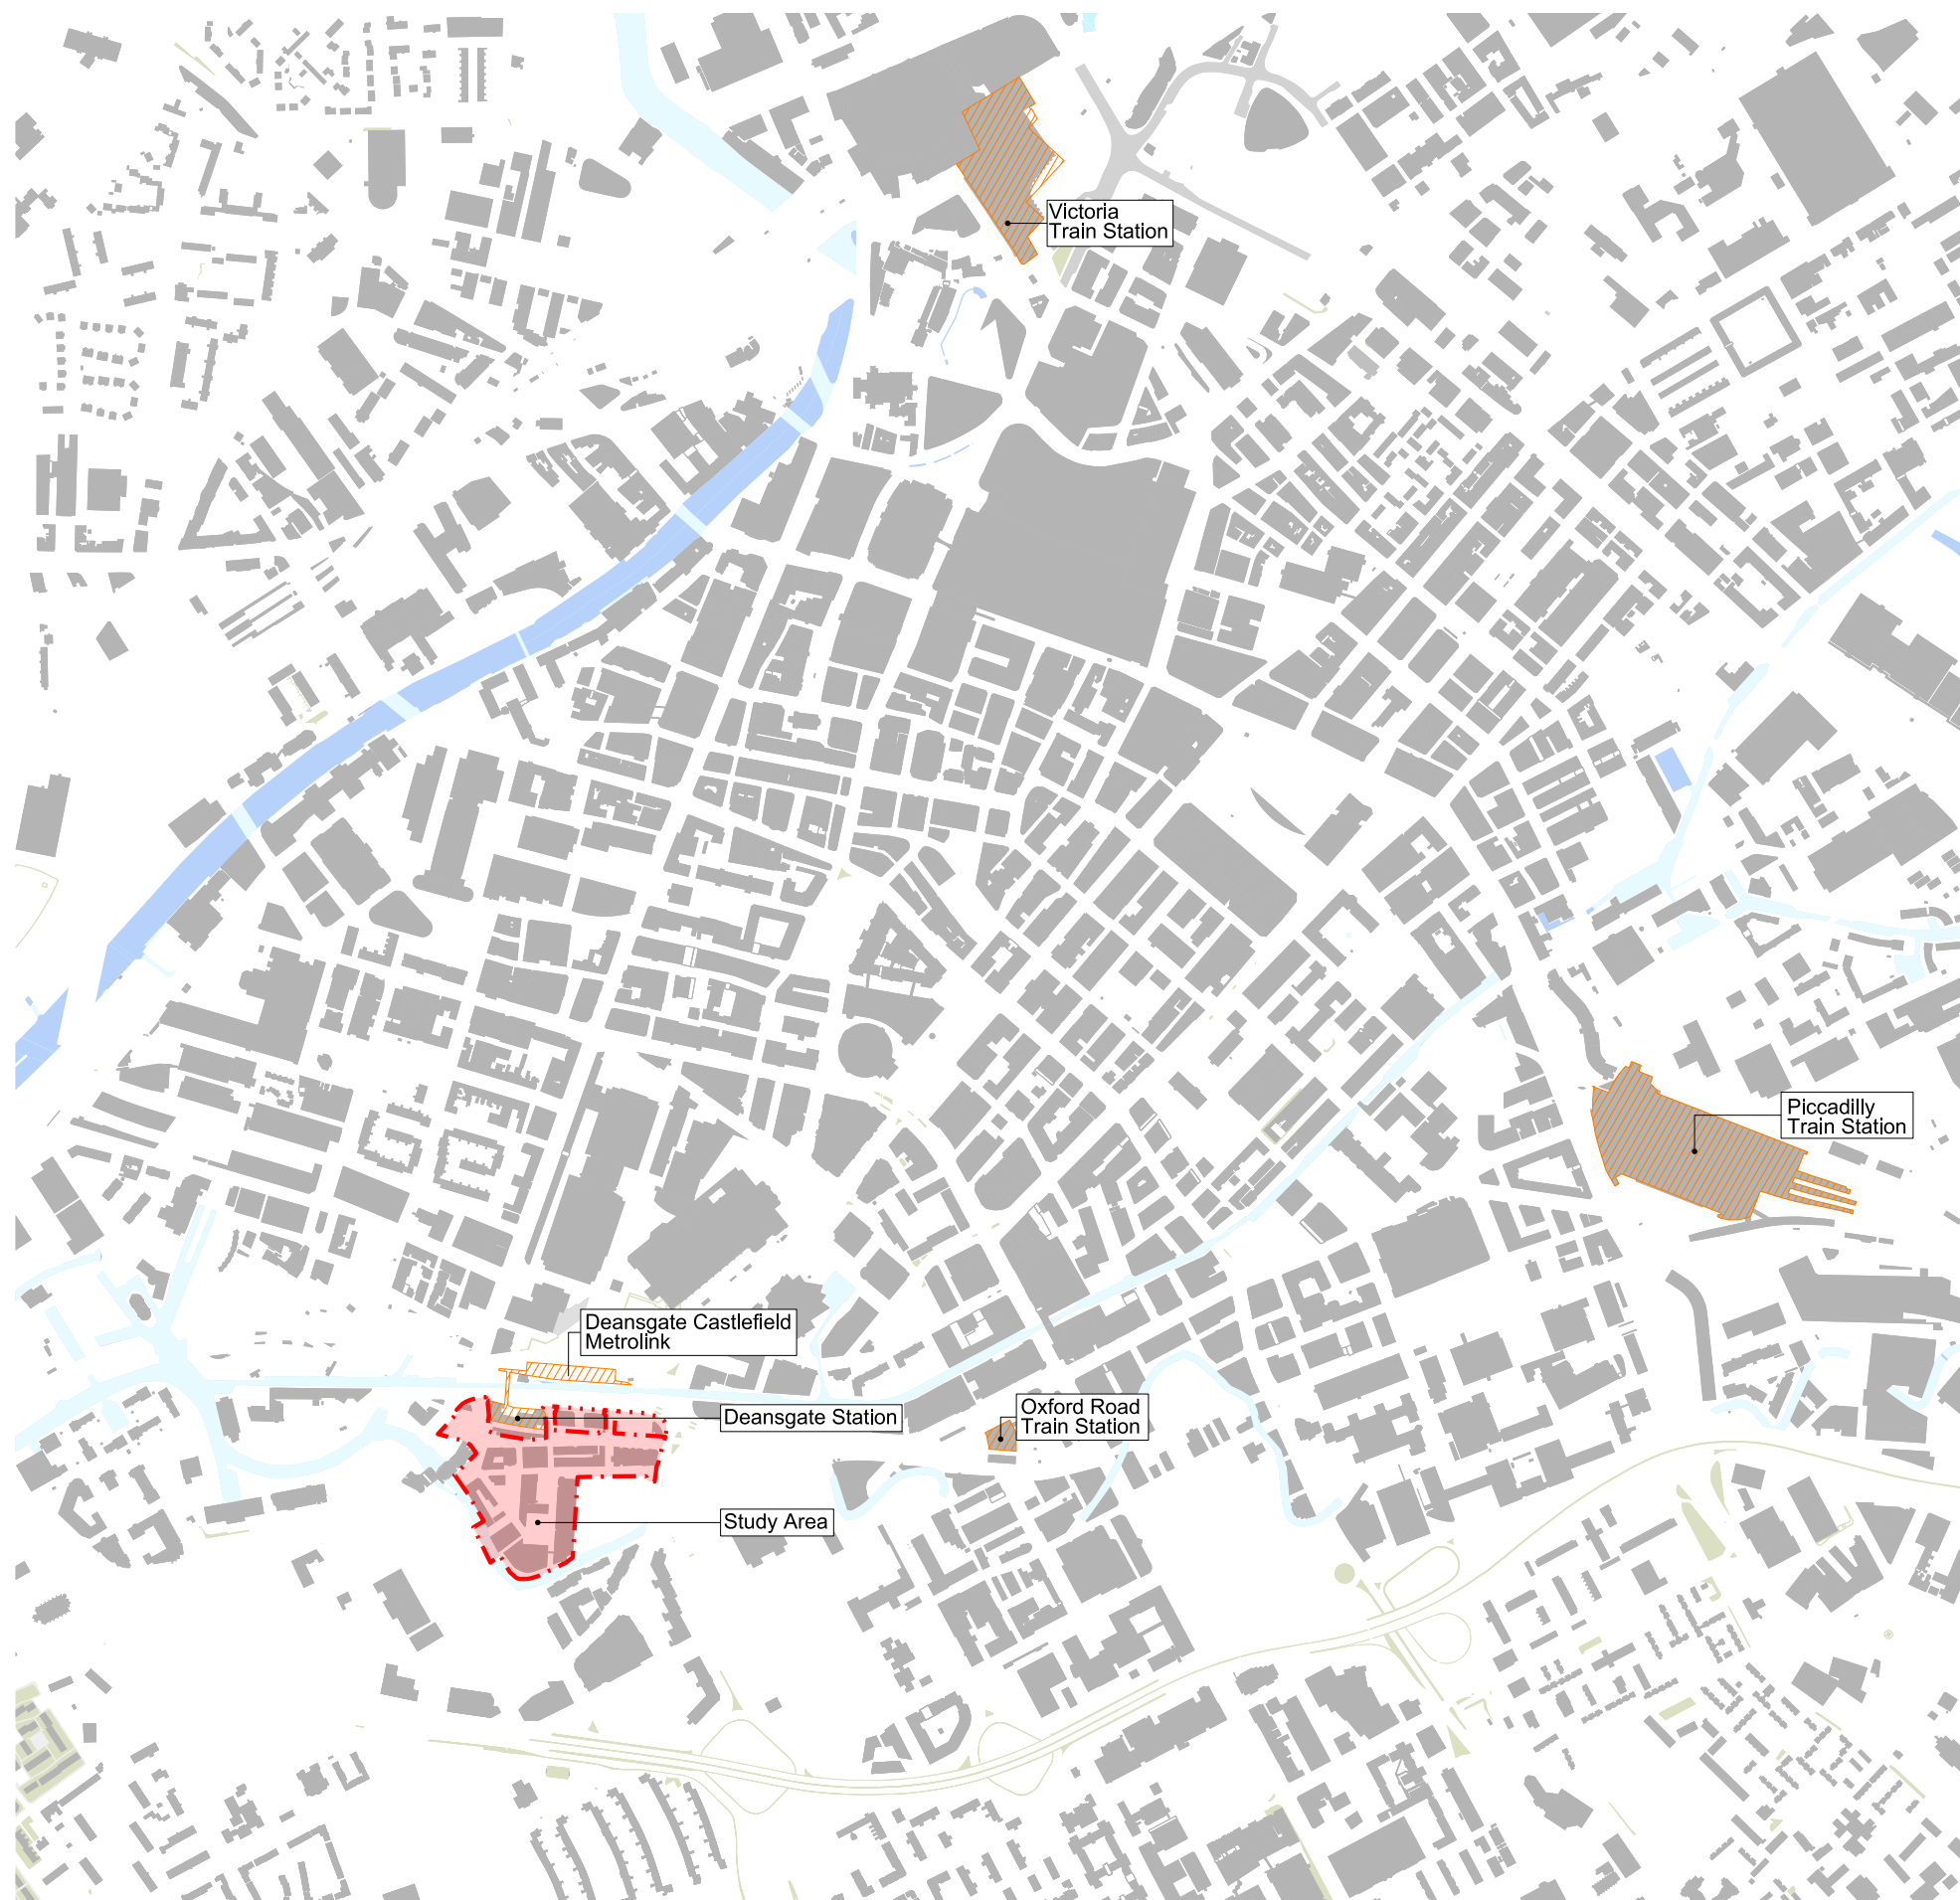 Victoria
Train Station
Piccadilly
Train Station
Deansgate Castlefield
Metrolink
Deansgate Station
Oxford Road
Train Station
Study Area